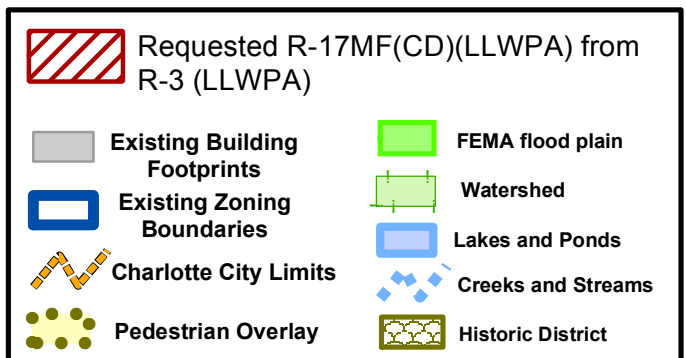 Requested R-17MF(CD)(LLWPA) from
R-3 (LLWPA)
Existing Building
Footprints
Existing Zoning
Boundaries
Charlotte City Limits
Pedestrian Overlay
FEMA flood plain
Watershed
Lakes and Ponds
Creeks and Streams
Historic District